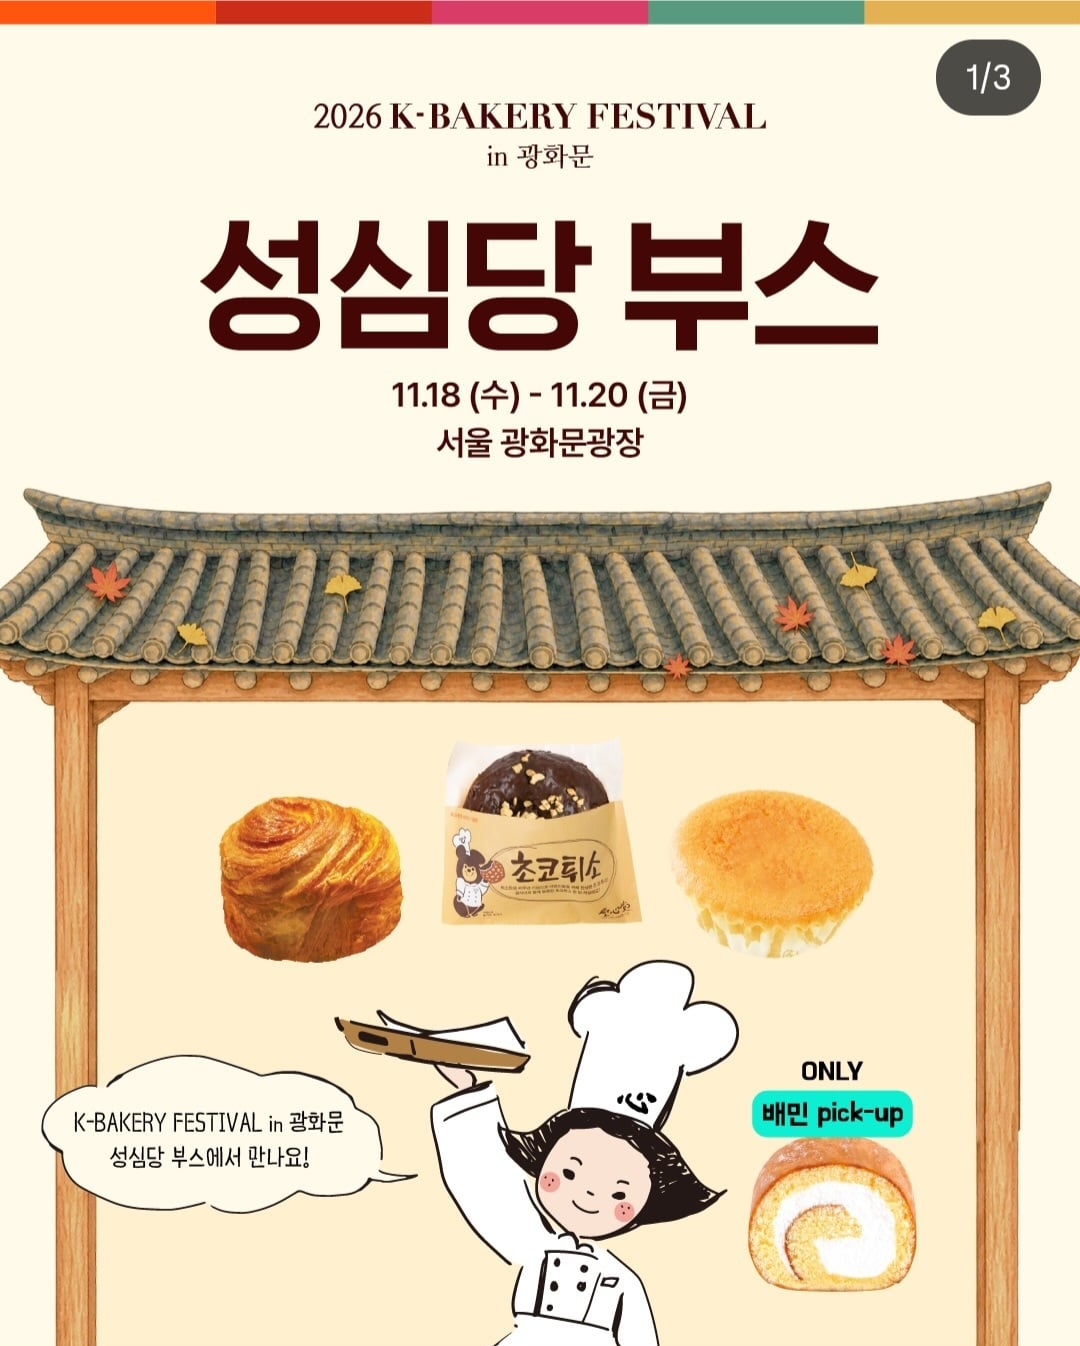 1/3
2026 K-BAKERY FESTIVAL
in 광화문
성심당 부스
11.18 (수) - 11.20 (금)
서울 광화문광장
초코튀소
心
K-BAKERY FESTIVAL in 광화문
성심당 부스에서 만나요!
ONLY
배민 pick-up